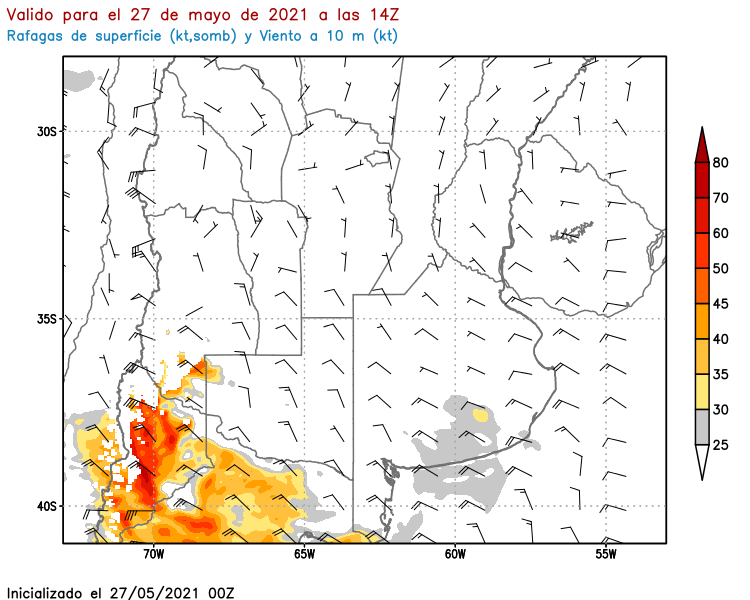 Valido para el 27 de mayo de 2021 a las 14Z
Rafagas de superficie (kt,somb) y Viento a 10 m (kt)
30S
35S
40S
70W
65W
60W
55W
80
70
60
50
45
40
35
30
25
Inicializado el 27/05/2021 00Z